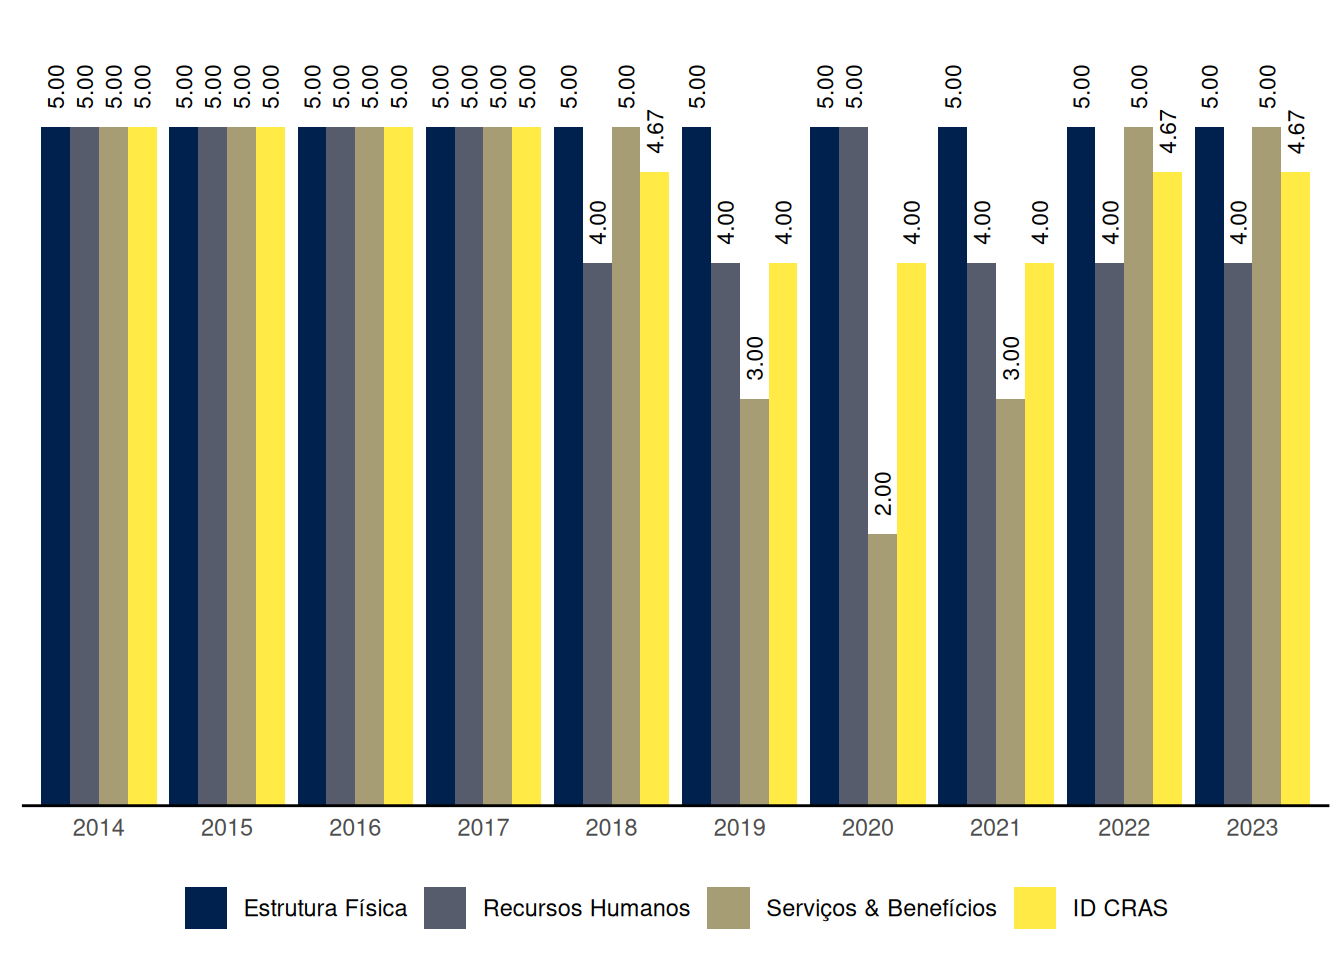 5.00 5.00 5.00 5.00 5.00 5.00 5.00 5.00 5.00 5.00 5.00 5.00 5.00 5.00 5.00 5.00 5.00 4.00 5.00 4.67 5.00 4.00 3.00 4.00 5.00 5.00 2.00 4.00 5.00 4.00 3.00 4.00 5.00 4.00 5.00 4.67 5.00 4.00 5.00 4.67
2014 2015 2016 2017 2018 2019 2020 2021 2022 2023
Estrutura Física Recursos Humanos Serviços & Benefícios ID CRAS